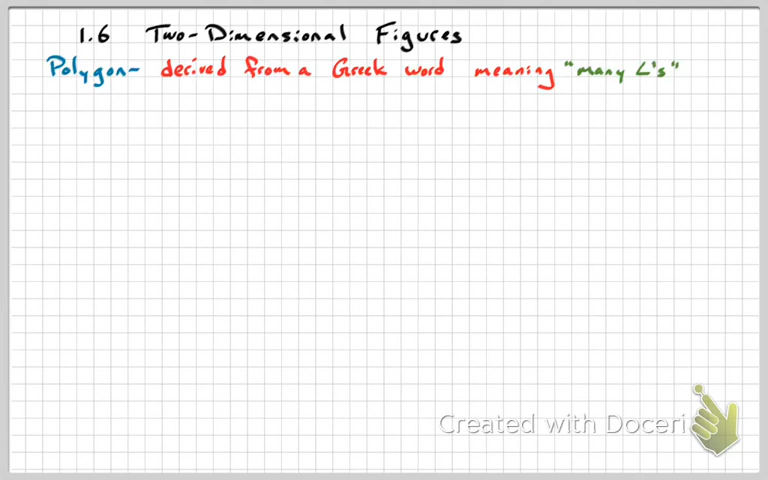 1.6 Two-Dimensional Figures
Polygon- derived from a Greek word meaning "many ∠'s"
Created with Doceri